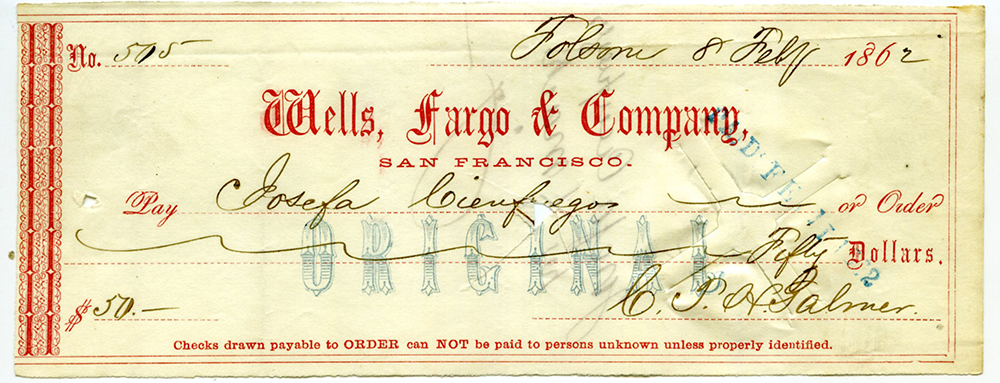 No. 505 Folsom 8 Feby 1862
Wells, Fargo & Company,
SAN FRANCISCO.
Pay Josefa Cienfuegos or Order
Fifty Dollars.
ORIGINAL
$50.- C. T. H. Palmer.
Checks drawn payable to ORDER can NOT be paid to persons unknown unless properly identified.